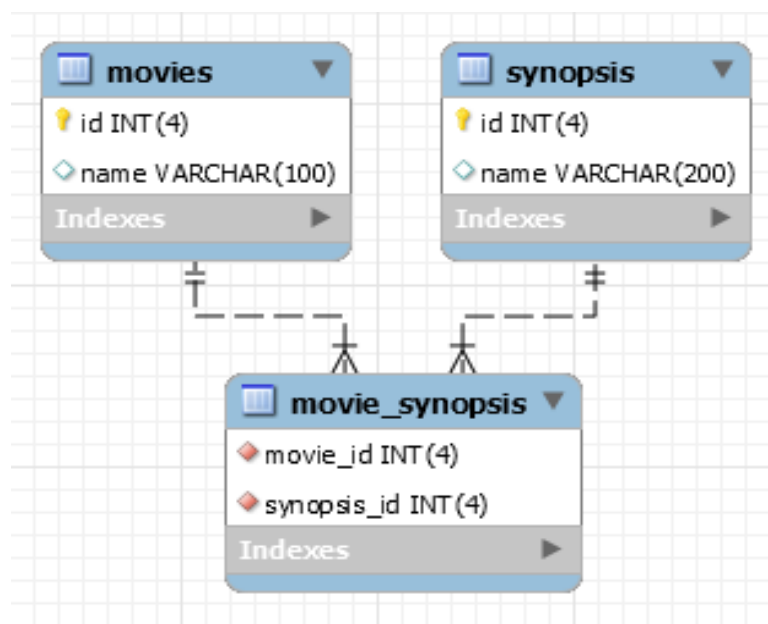 movies
id INT(4)
name VARCHAR(100)
Indexes
synopsis
id INT(4)
name VARCHAR(200)
Indexes
movie_synopsis
movie_id INT(4)
synopsis_id INT(4)
Indexes